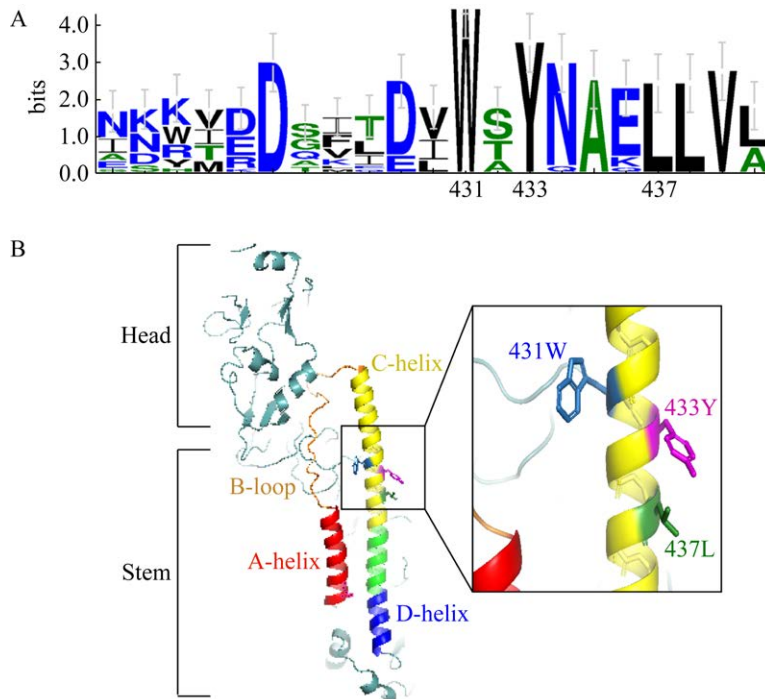 A
4.0
3.0
2.0
1.0
0.0
bits
431 433 437
B
Head
Stem
C-helix
B-loop
A-helix
D-helix
431W
433Y
437L